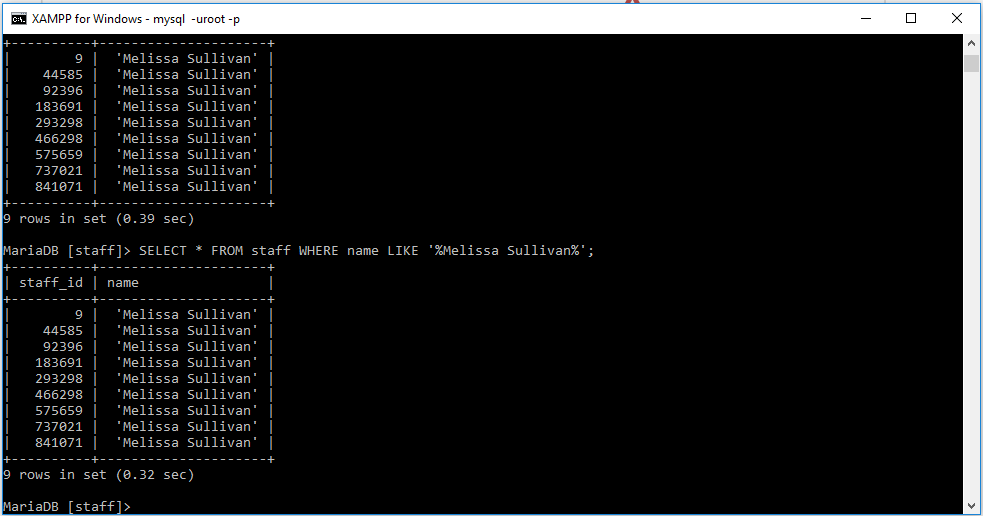 XAMPP for Windows - mysql -uroot -p
+----------+---------------------+
|        9 |  'Melissa Sullivan' |
|    44585 |  'Melissa Sullivan' |
|    92396 |  'Melissa Sullivan' |
|   183691 |  'Melissa Sullivan' |
|   293298 |  'Melissa Sullivan' |
|   466298 |  'Melissa Sullivan' |
|   575659 |  'Melissa Sullivan' |
|   737021 |  'Melissa Sullivan' |
|   841071 |  'Melissa Sullivan' |
+----------+---------------------+
9 rows in set (0.39 sec)
MariaDB [staff]> SELECT * FROM staff WHERE name LIKE '%Melissa Sullivan%';
+----------+---------------------+
| staff_id | name                |
+----------+---------------------+
|        9 |  'Melissa Sullivan' |
|    44585 |  'Melissa Sullivan' |
|    92396 |  'Melissa Sullivan' |
|   183691 |  'Melissa Sullivan' |
|   293298 |  'Melissa Sullivan' |
|   466298 |  'Melissa Sullivan' |
|   575659 |  'Melissa Sullivan' |
|   737021 |  'Melissa Sullivan' |
|   841071 |  'Melissa Sullivan' |
+----------+---------------------+
9 rows in set (0.32 sec)
MariaDB [staff]>